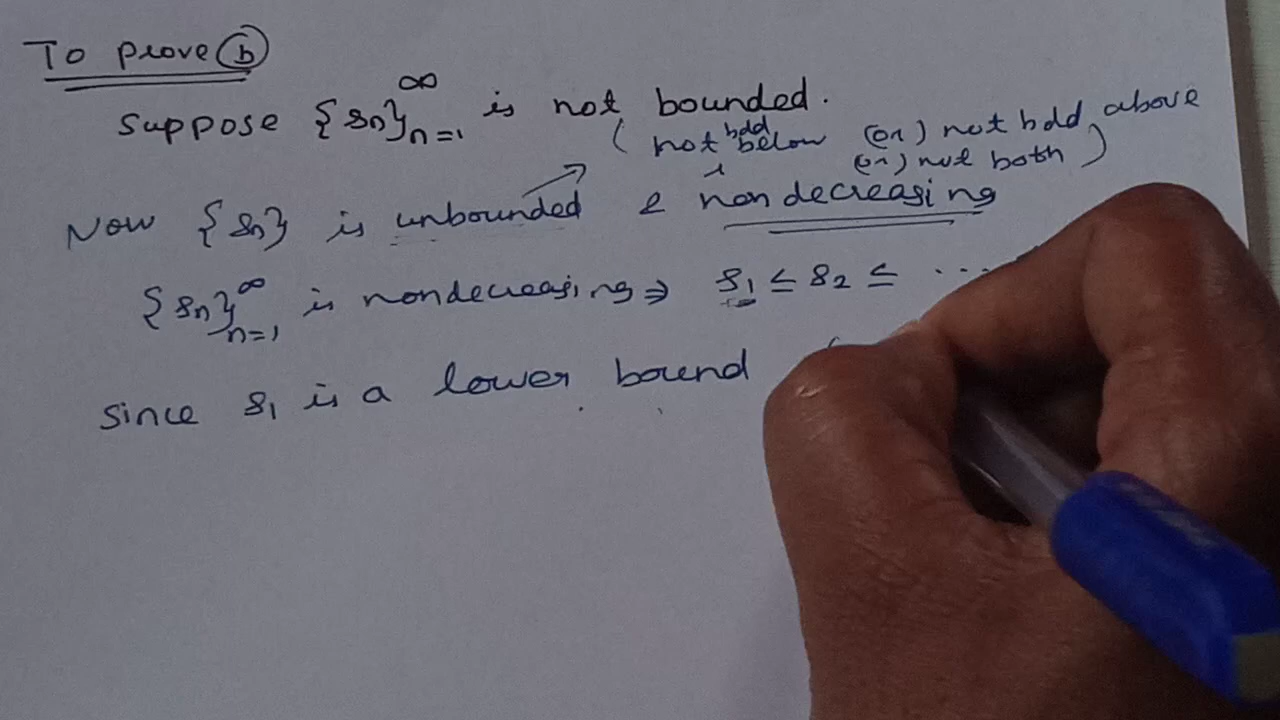 To prove (b)
Suppose {sn}∞n=1 is not bounded.
(not bdd below (or) not bdd above
(or) not both)
Now {sn} is unbounded & nondecreasing
{sn}∞n=1 is nondecreasing ⇒ s1 ≤ s2 ≤ ...
Since s1 is a lower bound